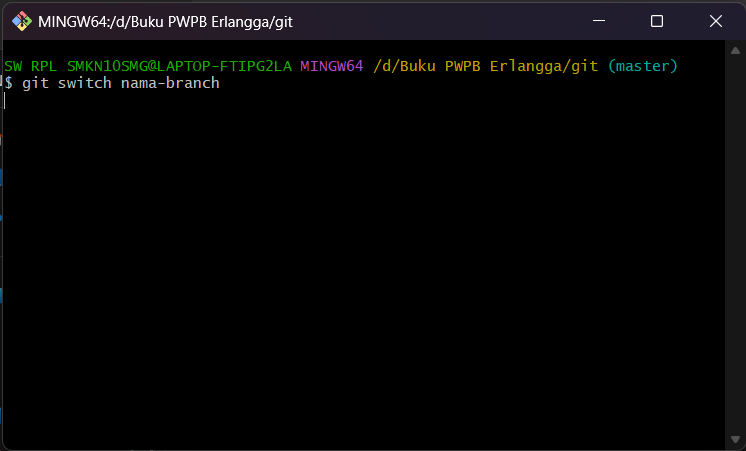 MINGW64:/d/Buku PWPB Erlangga/git
SW RPL SMKN10SMG@LAPTOP-FTIPG2LA MINGW64 /d/Buku PWPB Erlangga/git (master)
$ git switch nama-branch